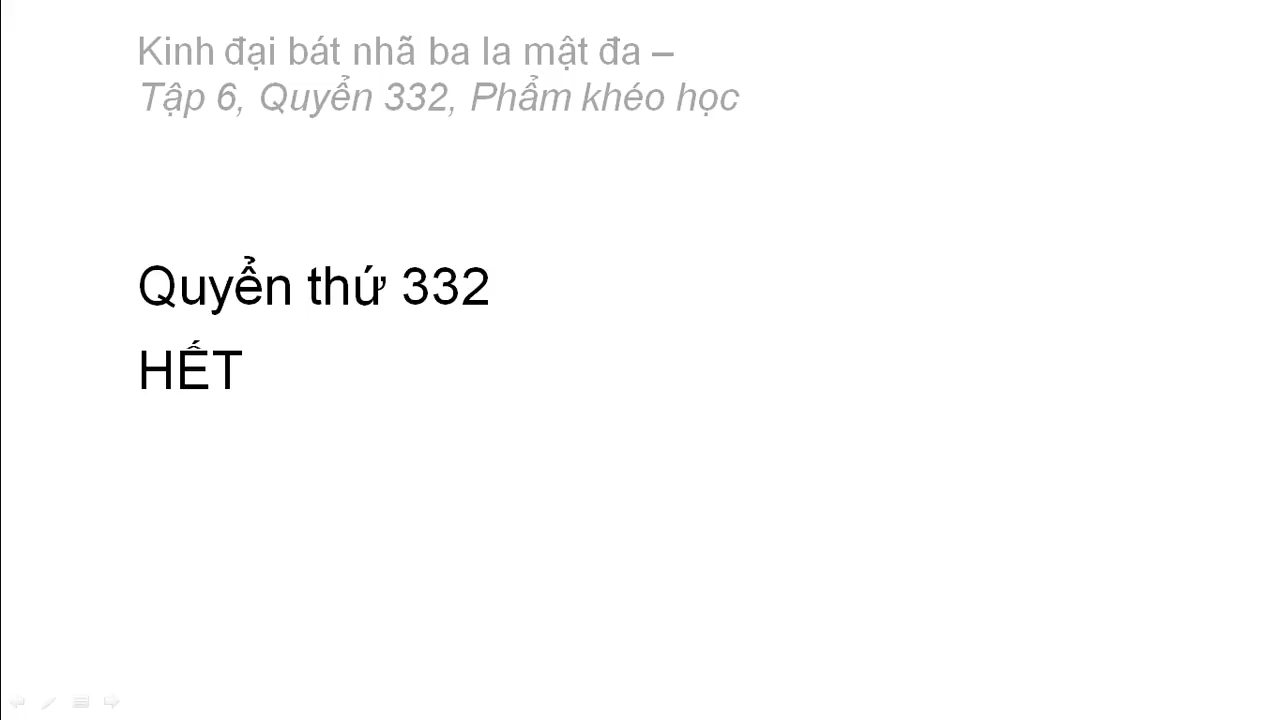 Kinh đại bát nhã ba la mật đa –
Tập 6, Quyển 332, Phẩm khéo học
Quyển thứ 332
HẾT